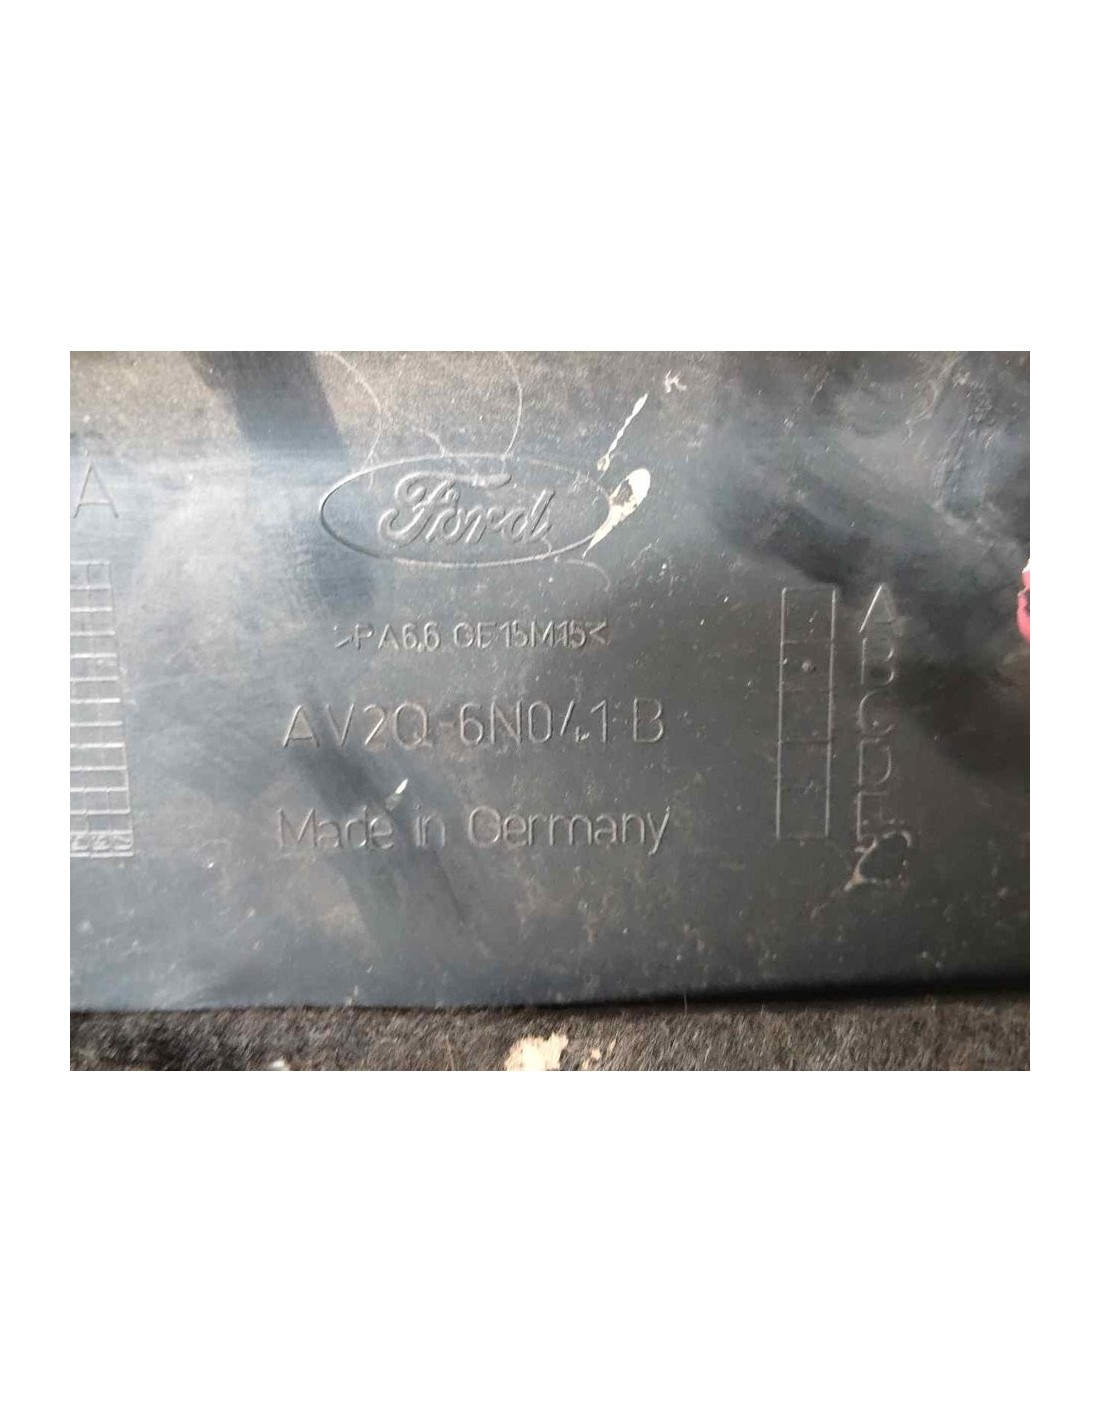 A
Ford
>PA6.6 GF15M15<
AV2Q-6N041-B
Made in Germany
A
B
C
D
E